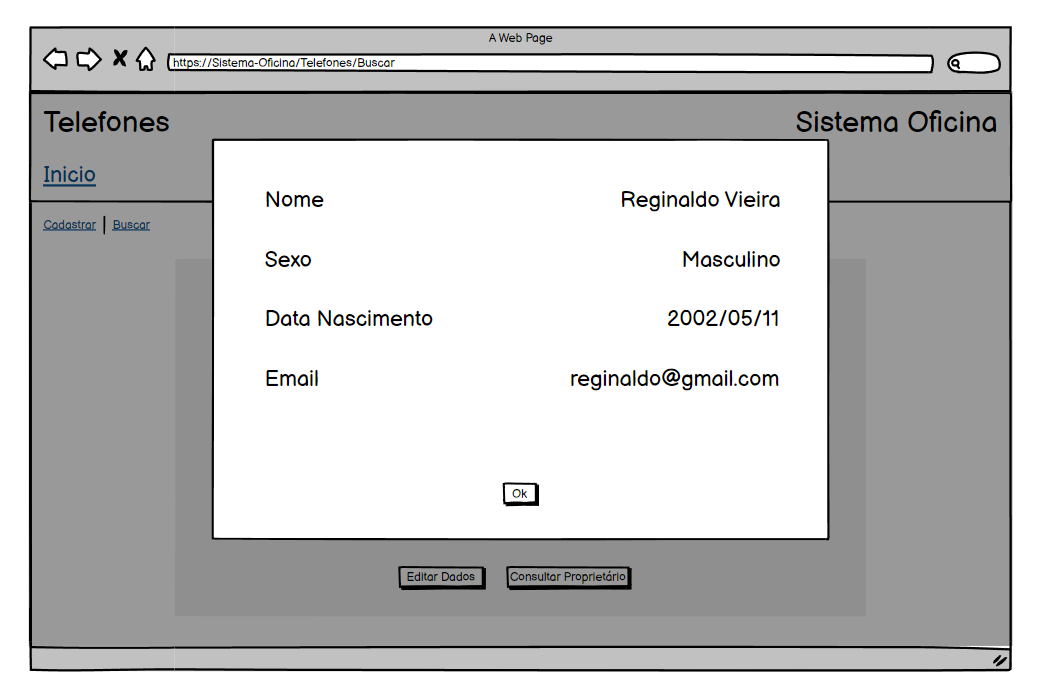 A Web Page
https://Sistema-Oficina/Telefones/Buscar
Telefones
Sistema Oficina
Inicio
Cadastrar | Buscar
Nome Reginaldo Vieira
Sexo Masculino
Data Nascimento 2002/05/11
Email reginaldo@gmail.com
Ok
Editar Dados Consultar Proprietário